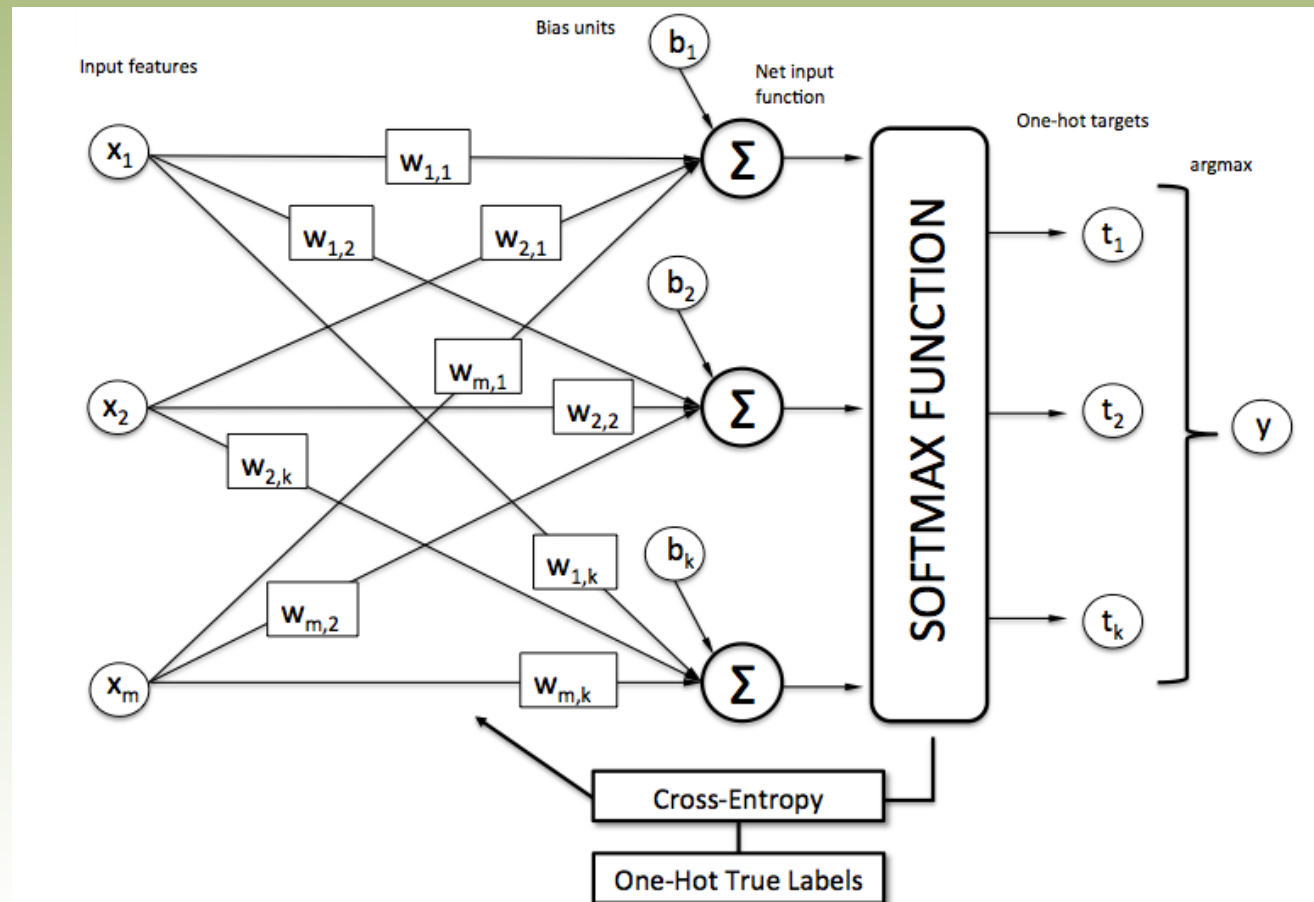 Bias units
b1
Input features
Net input
function
One-hot targets
x1
w1,1
Σ
argmax
w1,2
w2,1
t1
b2
wm,1
x2
w2,2
Σ
SOFTMAX FUNCTION
t2
y
w2,k
bk
w1,k
wm,2
tk
xm
wm,k
Σ
Cross-Entropy
One-Hot True Labels